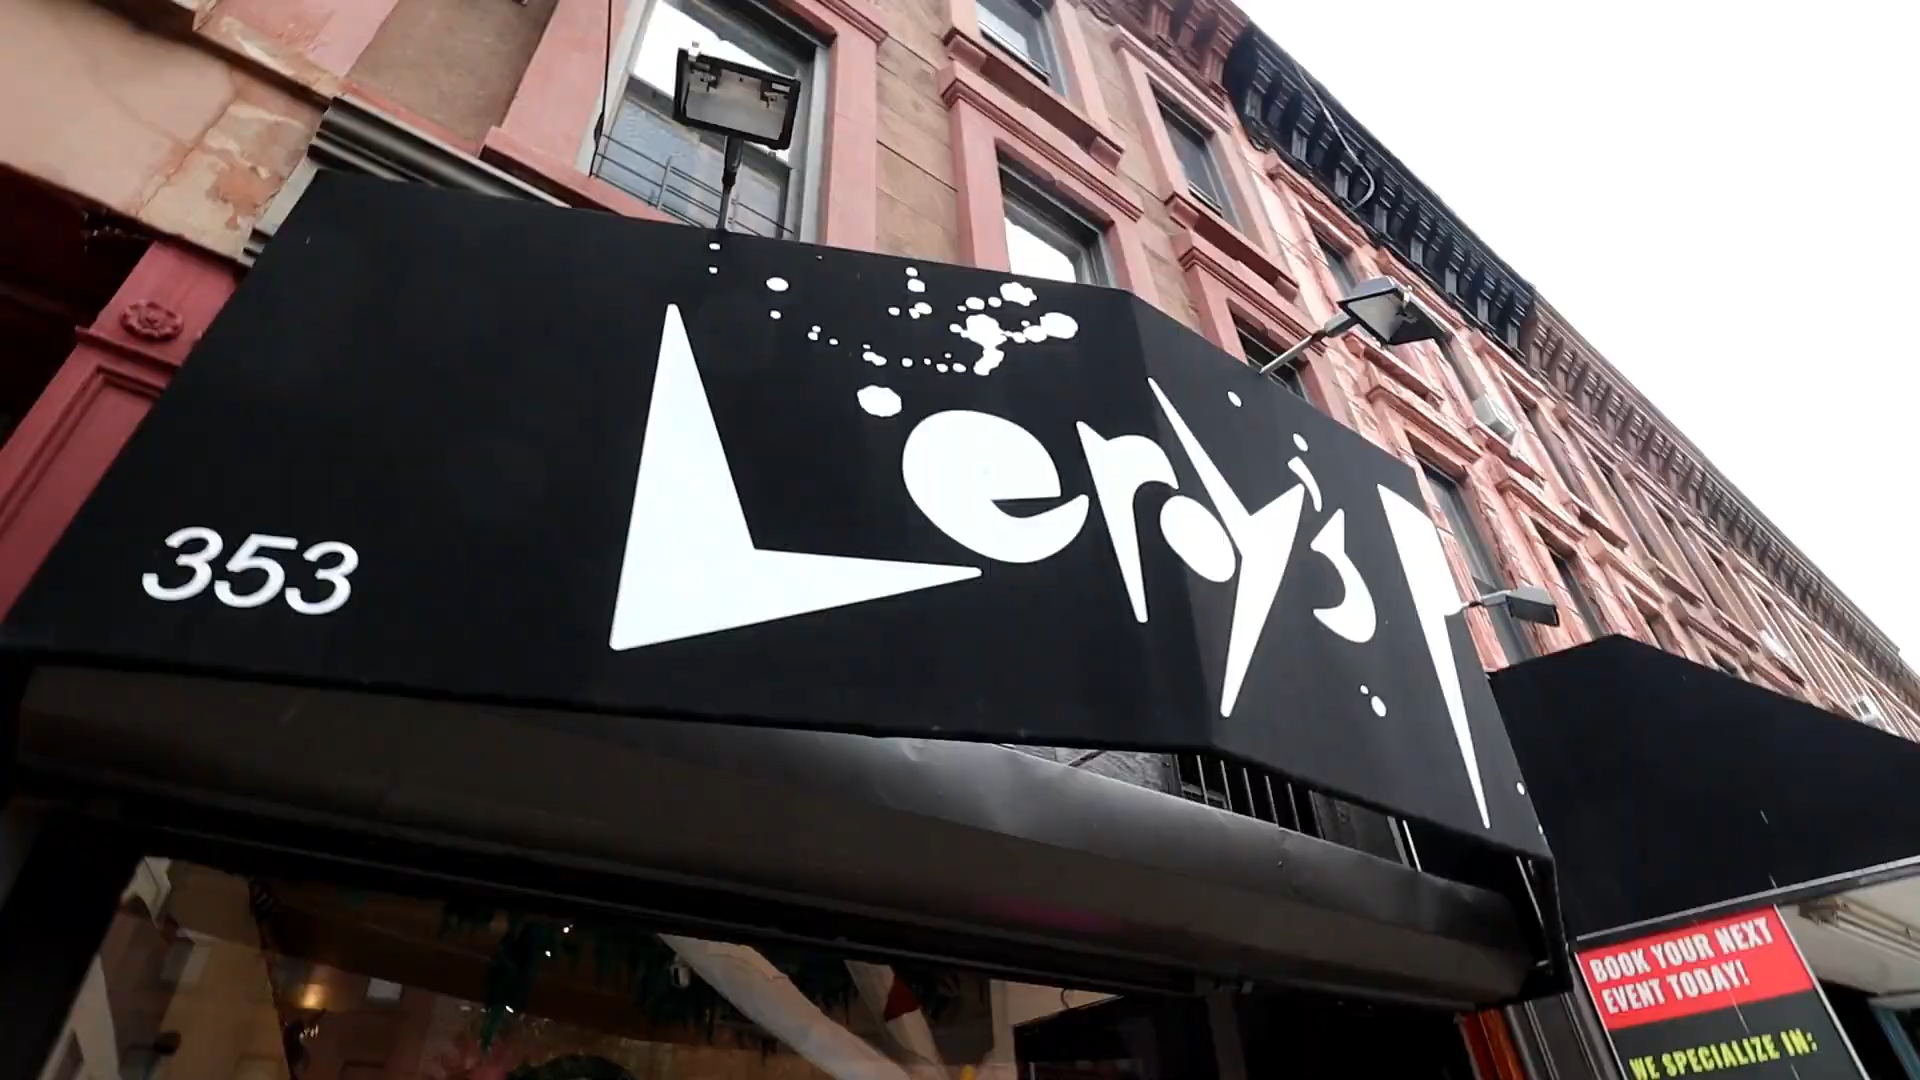 353
Leroy's
BOOK YOUR NEXT
EVENT TODAY!
WE SPECIALIZE IN: